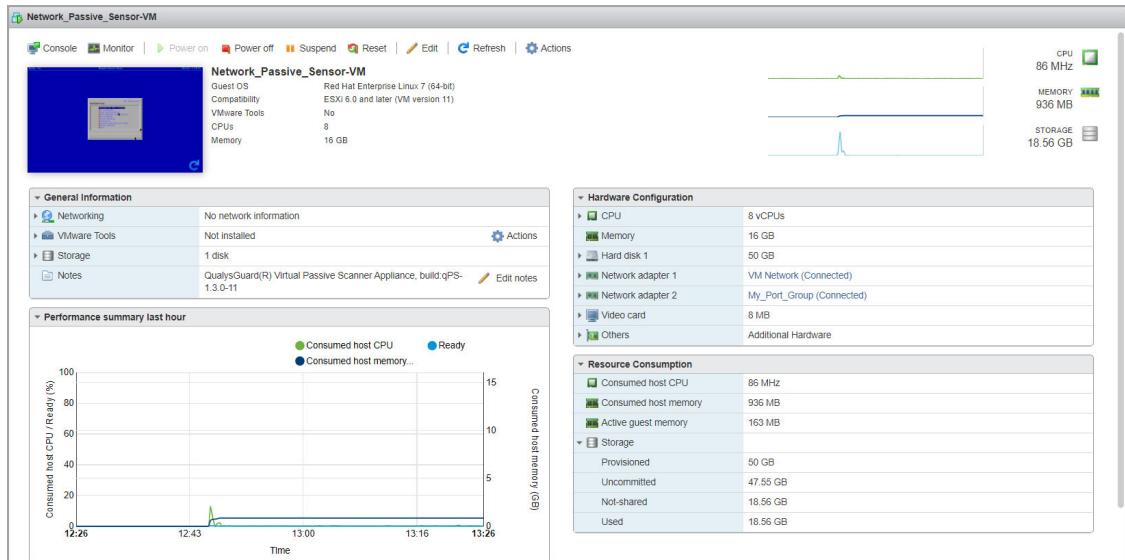 Network_Passive_Sensor-VM
Console Monitor Power on Power off Suspend Reset Edit Refresh Actions
Network_Passive_Sensor-VM
Guest OS Red Hat Enterprise Linux 7 (64-bit)
Compatibility ESXi 6.0 and later (VM version 11)
VMware Tools No
CPUs 8
Memory 16 GB
CPU
86 MHz
MEMORY
936 MB
STORAGE
18.56 GB
General Information
Networking No network information
VMware Tools Not installed Actions
Storage 1 disk
Notes QualysGuard(R) Virtual Passive Scanner Appliance, build:qPS-
1.3.0-11
Edit notes
Performance summary last hour
Consumed host CPU Ready
Consumed host memory...
Consumed host CPU / Ready (%)
100
80
60
40
20
0
Consumed host memory (GB)
15
10
5
0
12:26 12:43 13:00 13:16 13:26
Time
Hardware Configuration
CPU 8 vCPUs
Memory 16 GB
Hard disk 1 50 GB
Network adapter 1 VM Network (Connected)
Network adapter 2 My_Port_Group (Connected)
Video card 8 MB
Others Additional Hardware
Resource Consumption
Consumed host CPU 86 MHz
Consumed host memory 936 MB
Active guest memory 163 MB
Storage
Provisioned 50 GB
Uncommitted 47.55 GB
Not-shared 18.56 GB
Used 18.56 GB